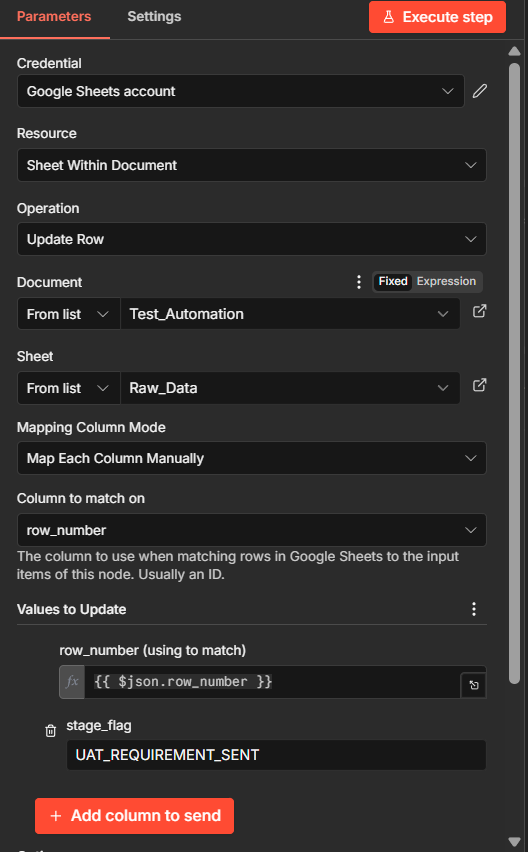 Parameters Settings Execute step
Credential
Google Sheets account
Resource
Sheet Within Document
Operation
Update Row
Document Fixed Expression
From list Test_Automation
Sheet
From list Raw_Data
Mapping Column Mode
Map Each Column Manually
Column to match on
row_number
The column to use when matching rows in Google Sheets to the input
items of this node. Usually an ID.
Values to Update
row_number (using to match)
fx {{ $json.row_number }}
stage_flag
UAT_REQUIREMENT_SENT
+ Add column to send